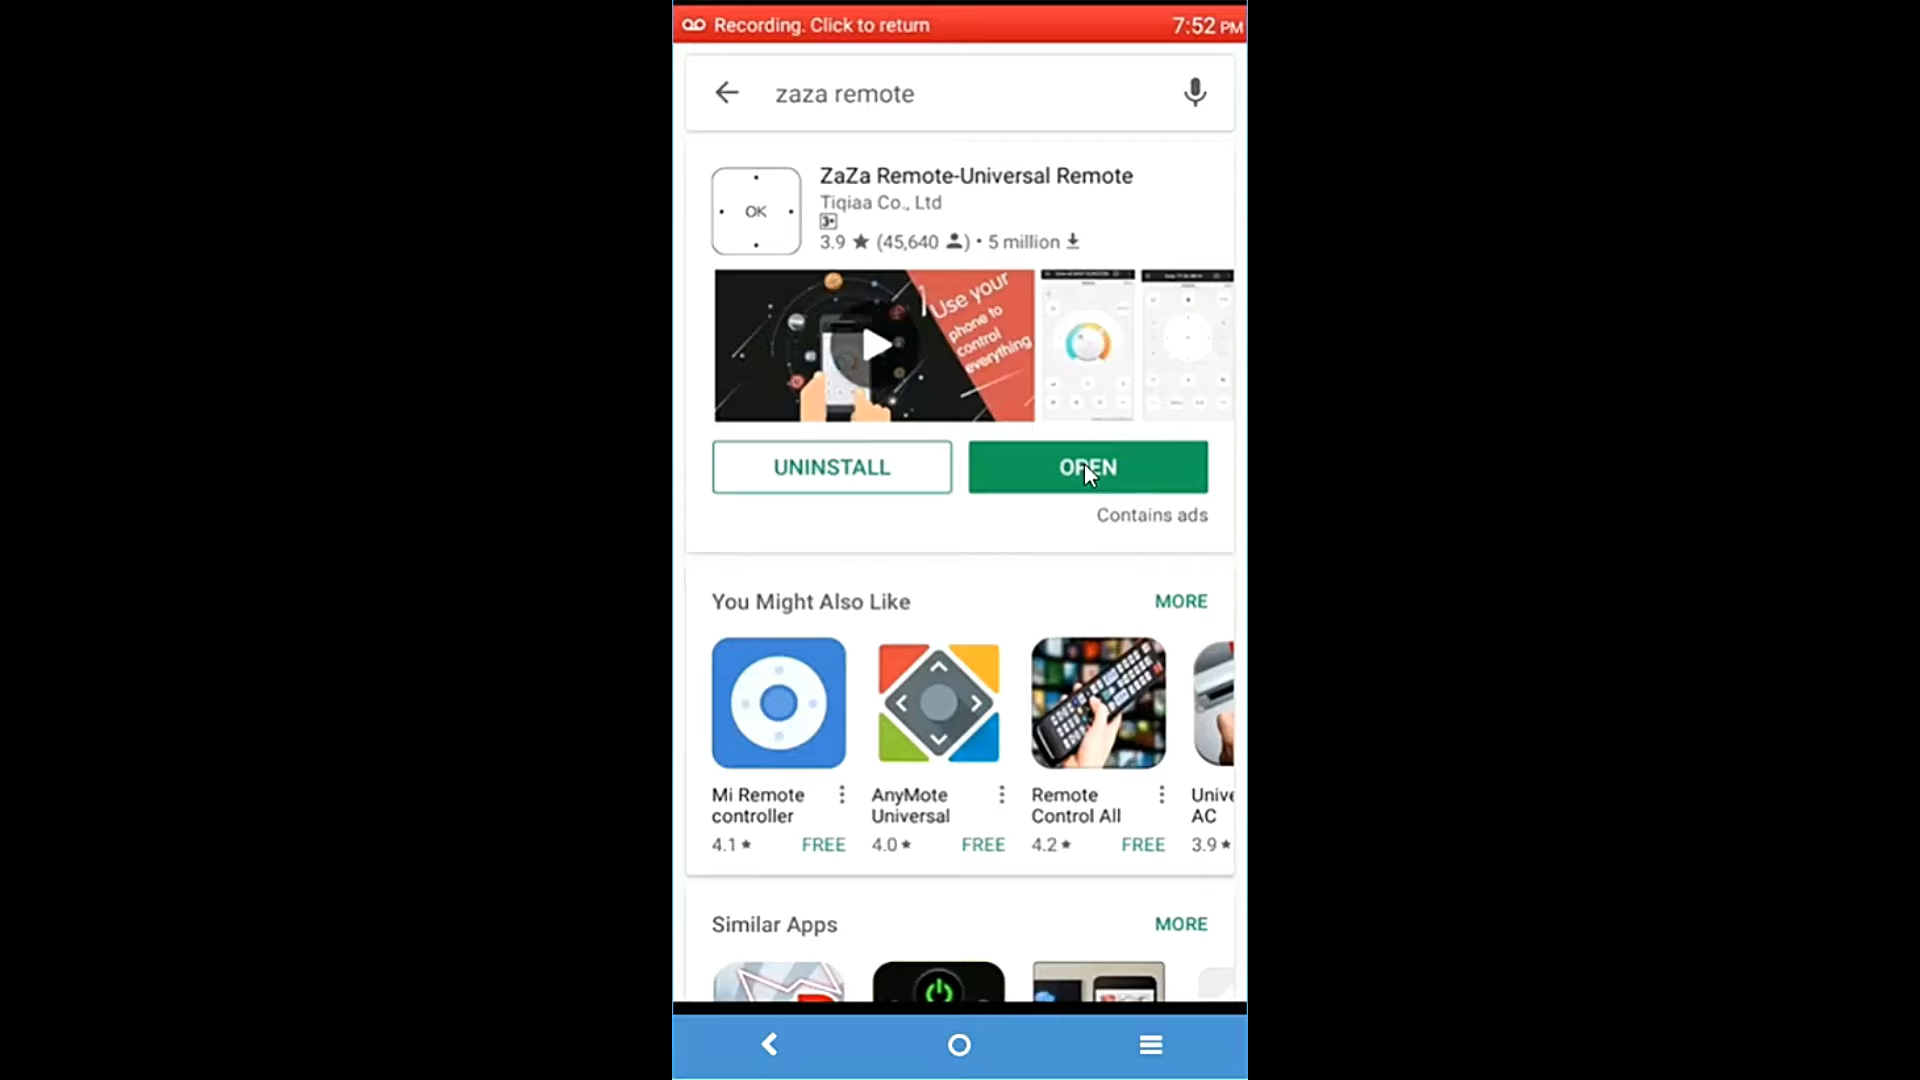 Recording. Click to return
7:52 PM
zaza remote
OK
ZaZa Remote-Universal Remote
Tiqiaa Co., Ltd
3+
3.9 ★ (45,640 ) • 5 million
Use your
phone to
control
everything
UNINSTALL
OPEN
Contains ads
You Might Also Like
MORE
Mi Remote
controller
4.1 ★ FREE
AnyMote
Universal
4.0 ★ FREE
Remote
Control All
4.2 ★ FREE
Unive
AC
3.9 ★
Similar Apps
MORE